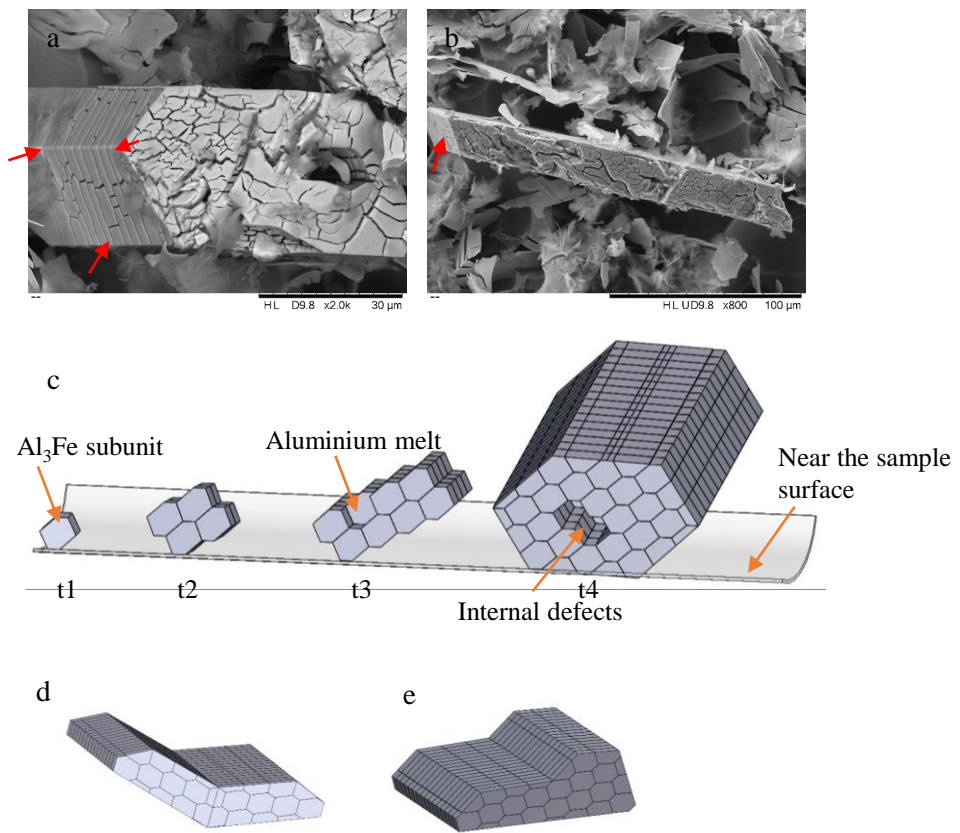 a
b
--
HL D9.8 x2.0k 30 µm
--
HL UD9.8 x800 100 µm
c
Al₃Fe subunit
Aluminium melt
Near the sample
surface
t1
t2
t3
t4
Internal defects
d
e